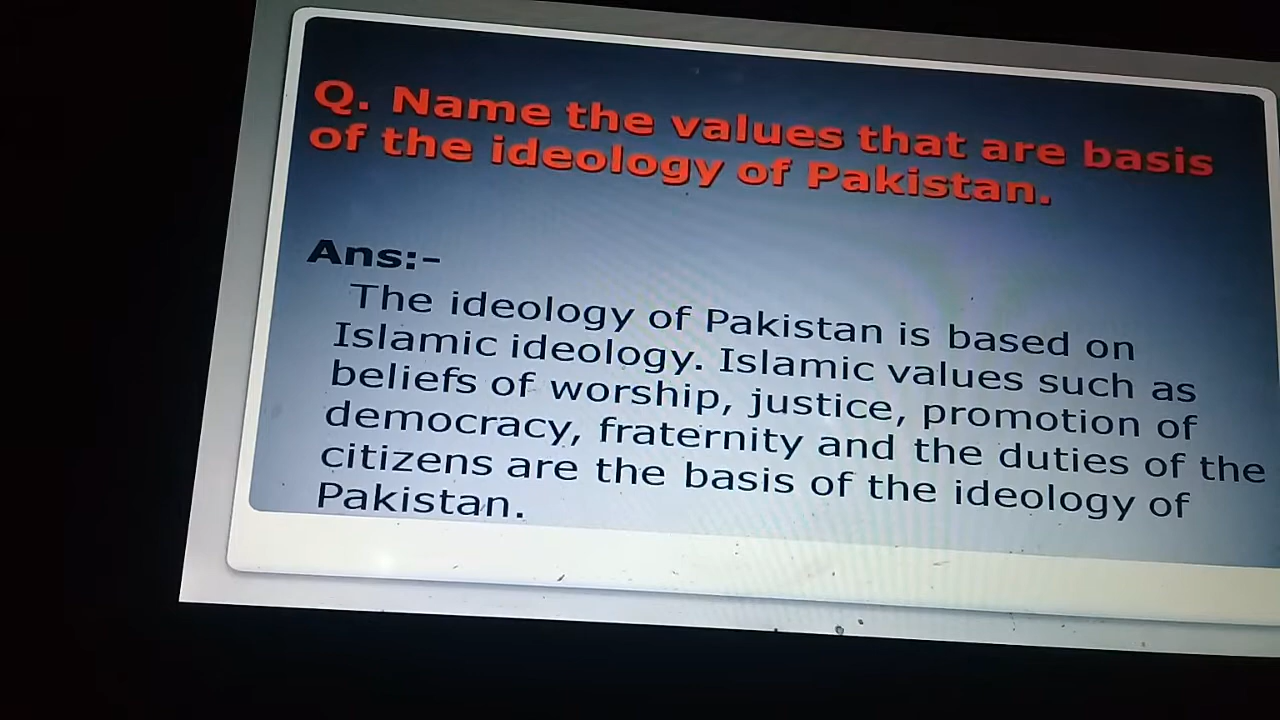 Q. Name the values that are basis
of the ideology of Pakistan.
Ans:-
The ideology of Pakistan is based on
Islamic ideology. Islamic values such as
beliefs of worship, justice, promotion of
democracy, fraternity and the duties of the
citizens are the basis of the ideology of
Pakistan.